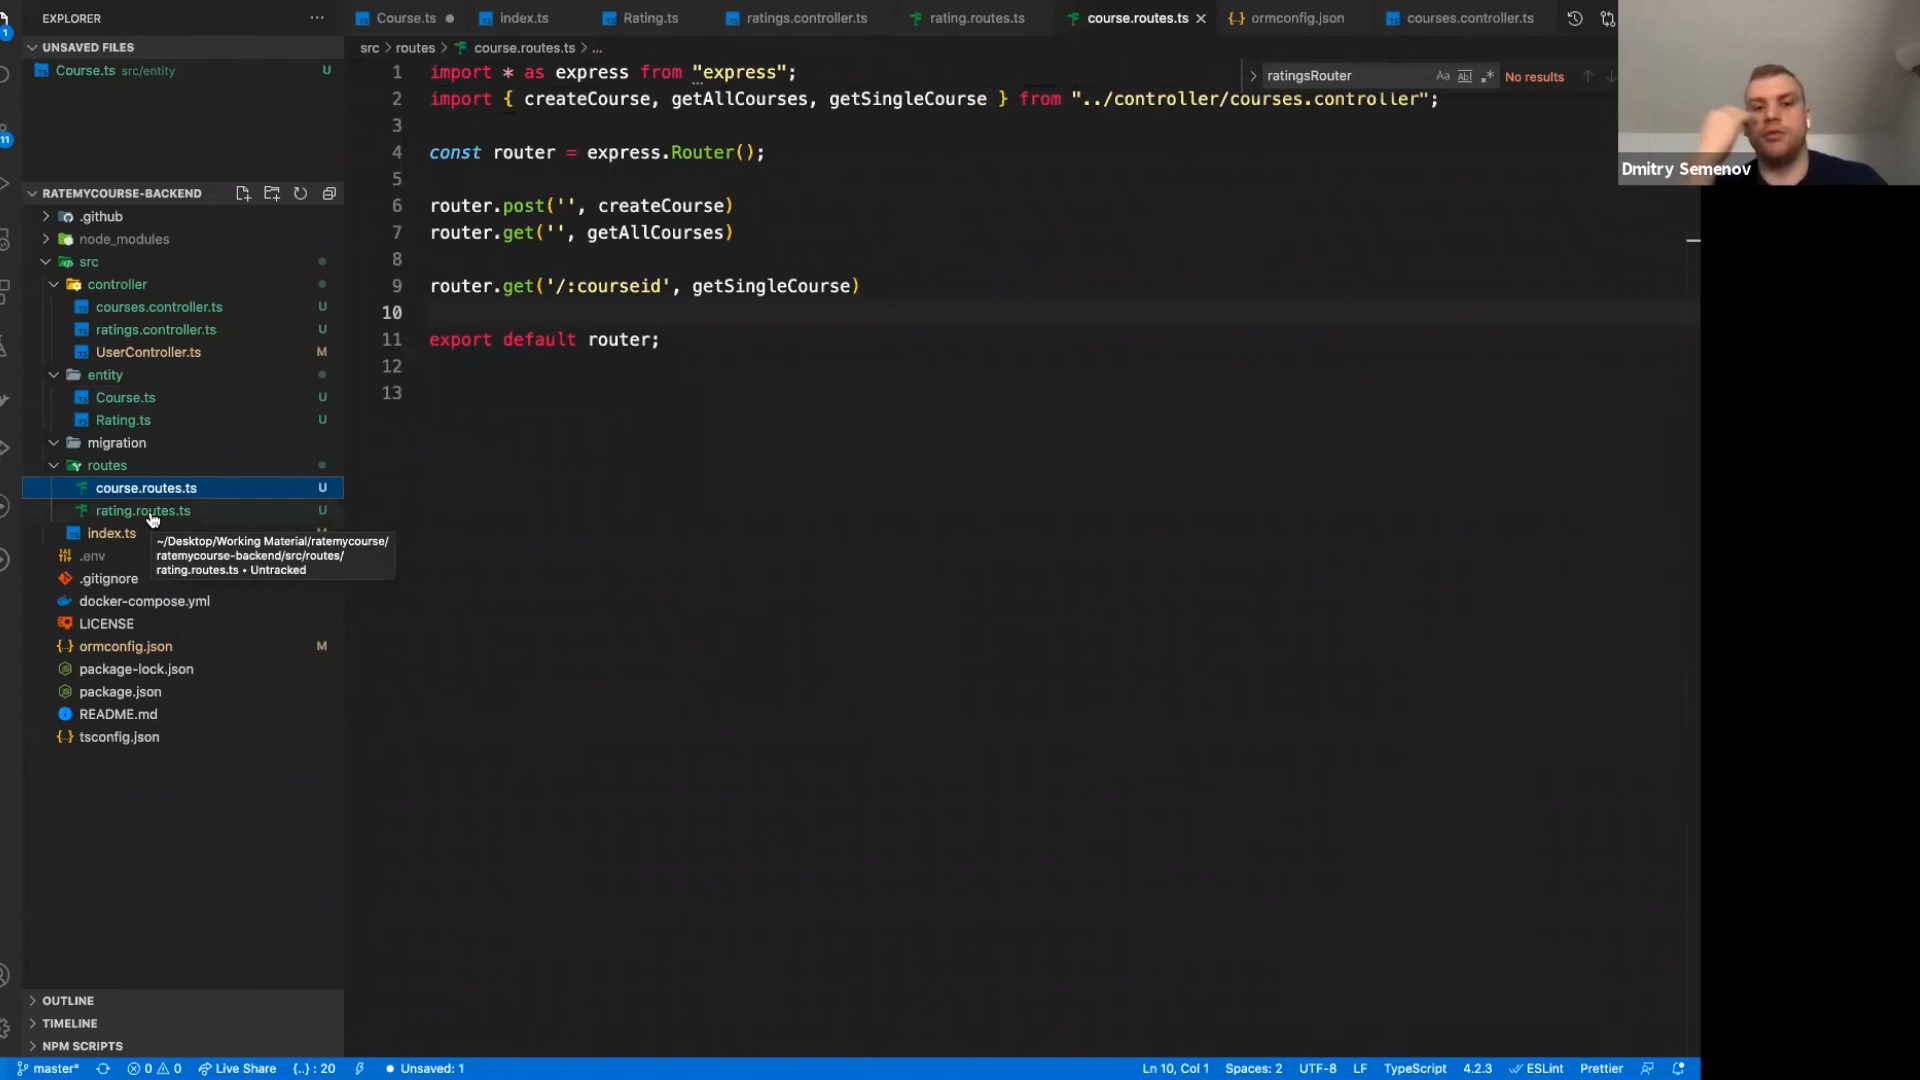 EXPLORER
UNSAVED FILES
Course.ts src/entity U
RATEMYCOURSE-BACKEND
.github
node_modules
src
controller
courses.controller.ts U
ratings.controller.ts U
UserController.ts M
entity
Course.ts U
Rating.ts U
migration
routes
course.routes.ts U
rating.routes.ts U
index.ts
~/Desktop/Working Material/ratemycourse/
ratemycourse-backend/src/routes/
rating.routes.ts • Untracked
.env
.gitignore
docker-compose.yml
LICENSE
ormconfig.json M
package-lock.json
package.json
README.md
tsconfig.json
OUTLINE
TIMELINE
NPM SCRIPTS
1
11
Course.ts index.ts Rating.ts ratings.controller.ts rating.routes.ts course.routes.ts ormconfig.json courses.controller.ts
src > routes > course.routes.ts > ...
ratingsRouter Aa Abl .* No results
1 import * as express from "express";
2 import { createCourse, getAllCourses, getSingleCourse } from "../controller/courses.controller";
3
4 const router = express.Router();
5
6 router.post('', createCourse)
7 router.get('', getAllCourses)
8
9 router.get('/:courseid', getSingleCourse)
10
11 export default router;
12
13
Dmitry Semenov
master* 0 0 Live Share {..} : 20 Unsaved: 1 Ln 10, Col 1 Spaces: 2 UTF-8 LF TypeScript 4.2.3 ESLint Prettier